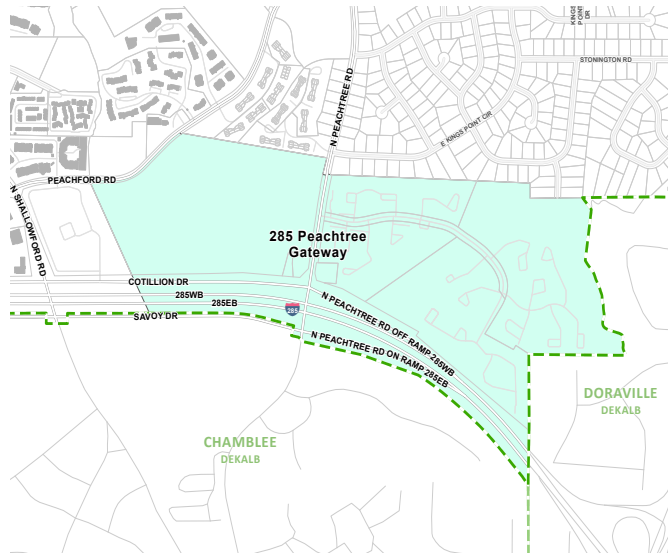 KINGS
POINT
DR
STONINGTON RD
N PEACHTREE RD
E KINGS POINT CIR
PEACHFORD RD
N SHALLOWFORD RD
285 Peachtree
Gateway
COTILLION DR
285WB
285EB
285
SAVOY DR
N PEACHTREE RD OFF RAMP 285WB
N PEACHTREE RD ON RAMP 285EB
DORAVILLE
DEKALB
CHAMBLEE
DEKALB